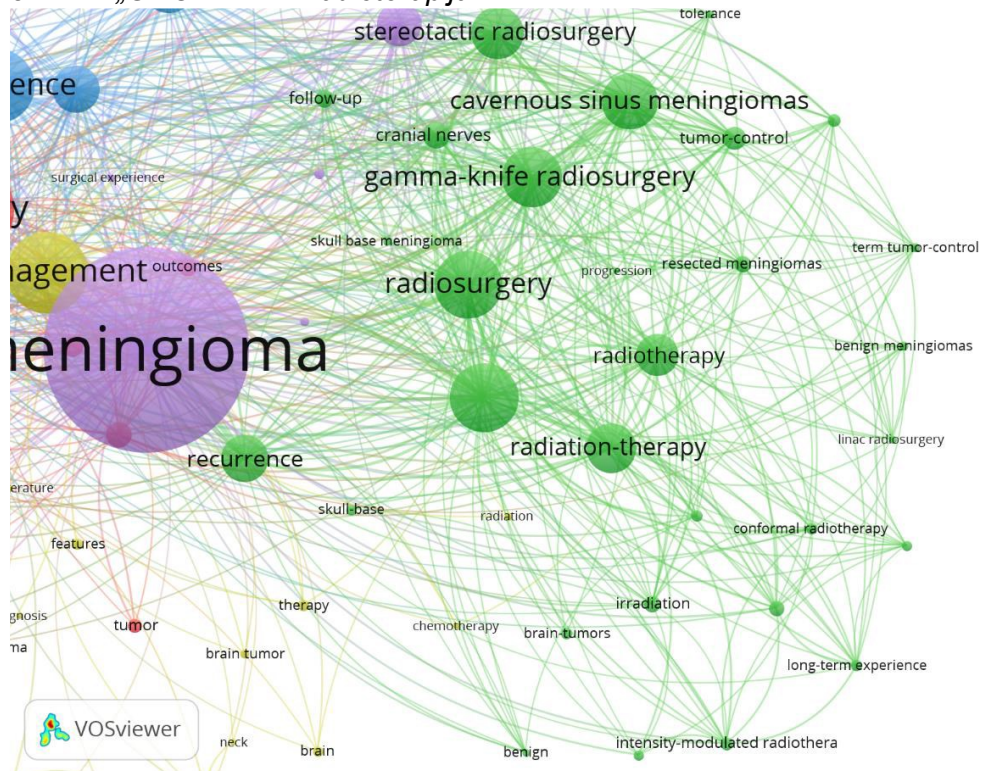 tolerance
stereotactic radiosurgery
ence
follow-up
cavernous sinus meningiomas
cranial nerves
tumor-control
surgical experience
gamma-knife radiosurgery
y
skull base meningioma
term tumor-control
nagement
outcomes
progression
resected meningiomas
radiosurgery
eningioma
radiotherapy
benign meningiomas
linac radiosurgery
radiation-therapy
recurrence
erature
skull-base
radiation
conformal radiotherapy
features
therapy
irradiation
gnosis
tumor
chemotherapy
brain-tumors
ma
brain tumor
long-term experience
VOSviewer
neck
brain
benign
intensity-modulated radiothera